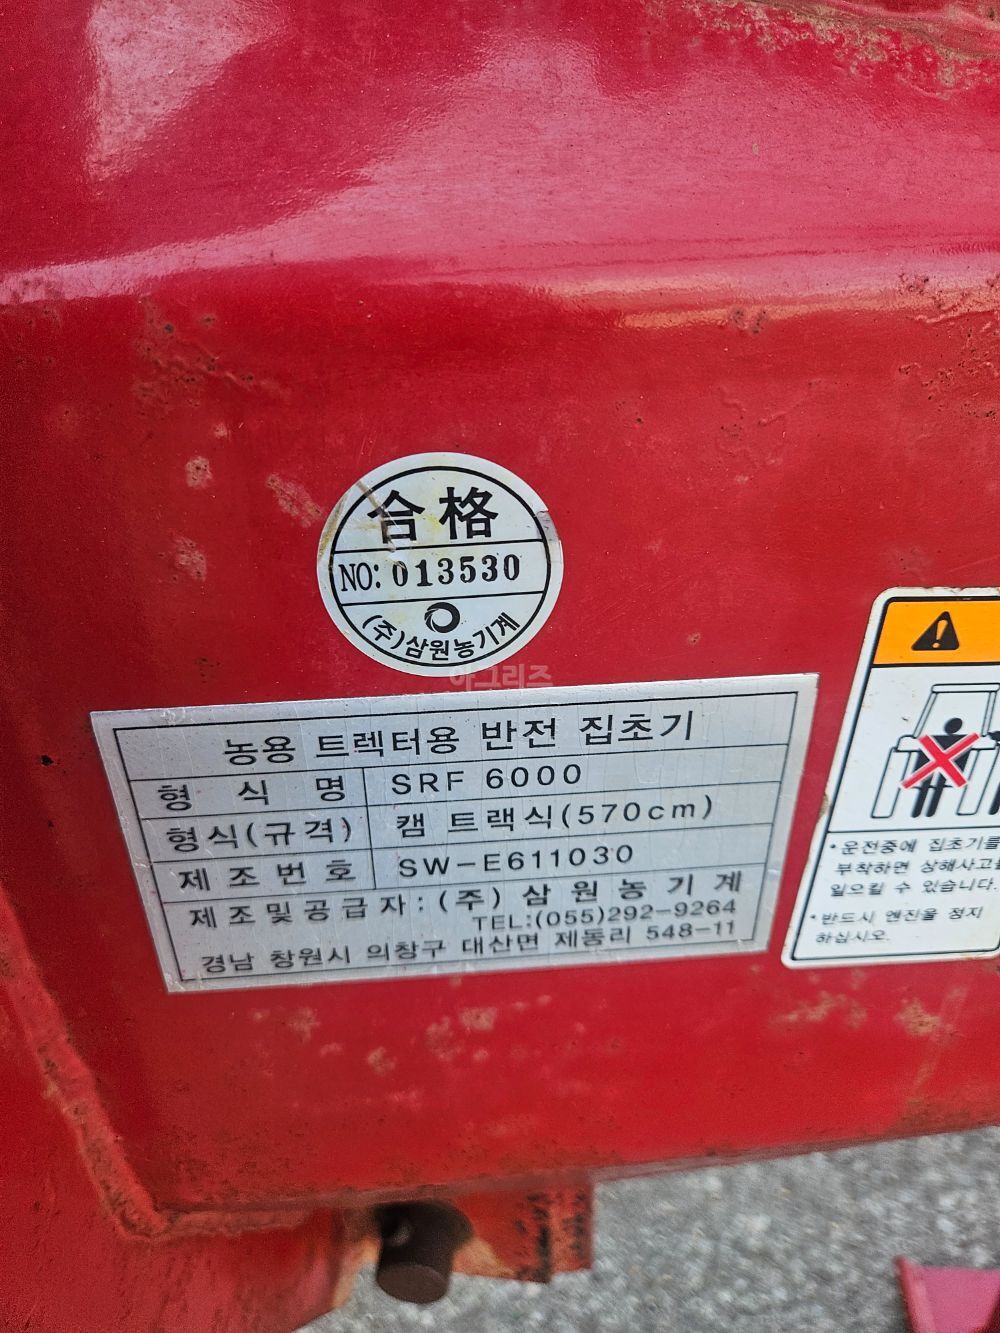 合格
NO: 013530
(주)삼원농기계
아그리즈
농용 트렉터용 반전 집초기
형 식 명 SRF 6000
형식(규격) 캠 트랙식(570cm)
제 조 번 호 SW-E611030
제 조 및 공 급 자 : (주) 삼 원 농 기 계
TEL:(055)292-9264
경남 창원시 의창구 대산면 제동리 548-11
•운전중에 집초기를
부착하면 상해사고를
일으킬 수 있습니다.
•반드시 엔진을 정지
하십시오.